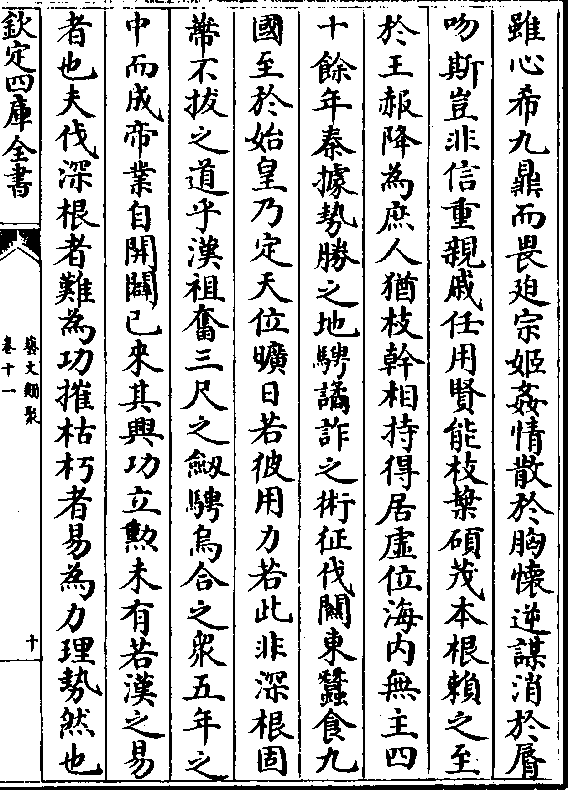 雖心希九鼎而畏廹宗姬姦情散於胸懷逆謀消於脣
吻斯豈非信重親戚任用賢能枝葉碩茂本根賴之至
於王赧降為庶人猶枝幹相持得居虚位海内無主四
十餘年秦據勢勝之地騁譎詐之術征伐關東蠶食九
國至於始皇乃定天位曠日若彼用力若此非深根固
蔕不拔之道乎漢祖奮三尺之劔騁烏合之衆五年之
中而成帝業自開闢已來其興功立勲未有若漢之易
者也夫伐深根者難為功摧枯朽者易為力理勢然也
欽定四庫全書
藝文類聚
卷十一
十